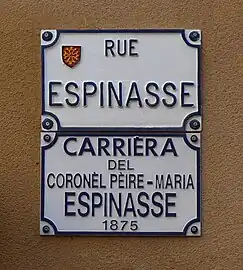 RUE
ESPINASSE
CARRIÈRA
DEL
CORONÈL PÈIRE-MARIA
ESPINASSE
1875